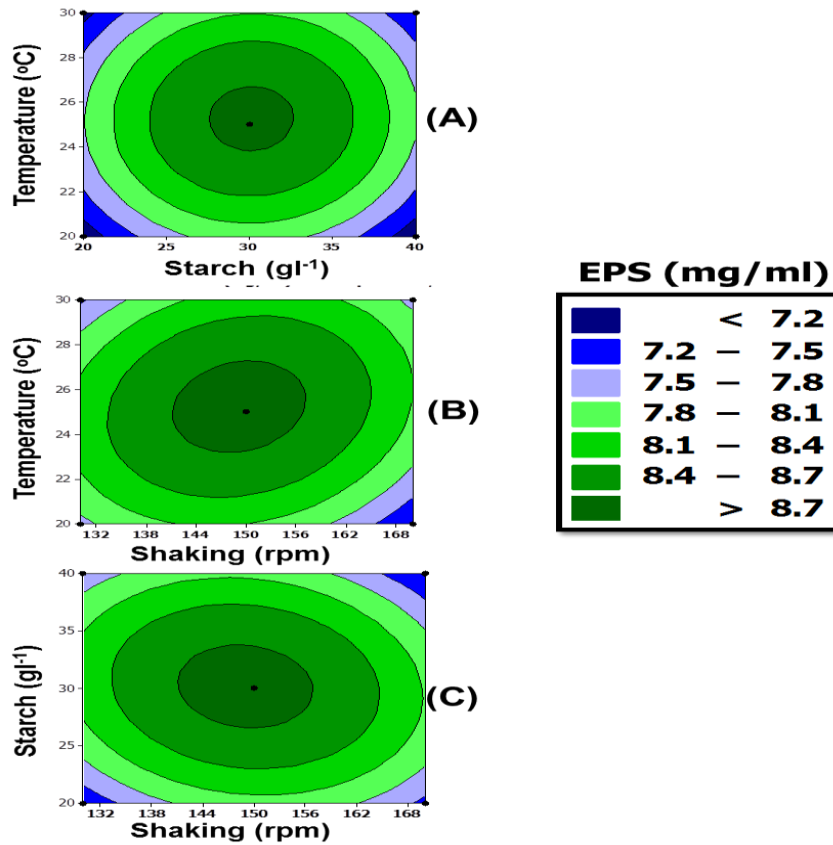 30
28
26
24
22
20
Temperature (ºC)
(A)
20 25 30 35 40
Starch (gl-1)
30
28
26
24
22
20
Temperature (ºC)
(B)
132 138 144 150 156 162 168
Shaking (rpm)
40
35
30
25
20
Starch (gl-1)
(C)
132 138 144 150 156 162 168
Shaking (rpm)
EPS (mg/ml)
< 7.2
7.2 – 7.5
7.5 – 7.8
7.8 – 8.1
8.1 – 8.4
8.4 – 8.7
> 8.7